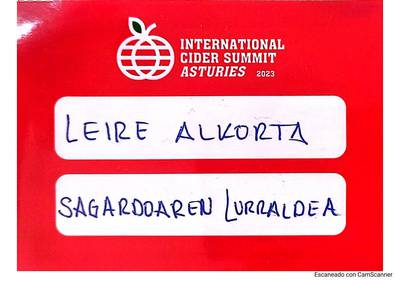 INTERNATIONAL
CIDER SUMMIT
ASTURIES 2023
LEIRE ALKORTA
SAGARDOAREN LURRALDEA
Escaneado con CamScanner